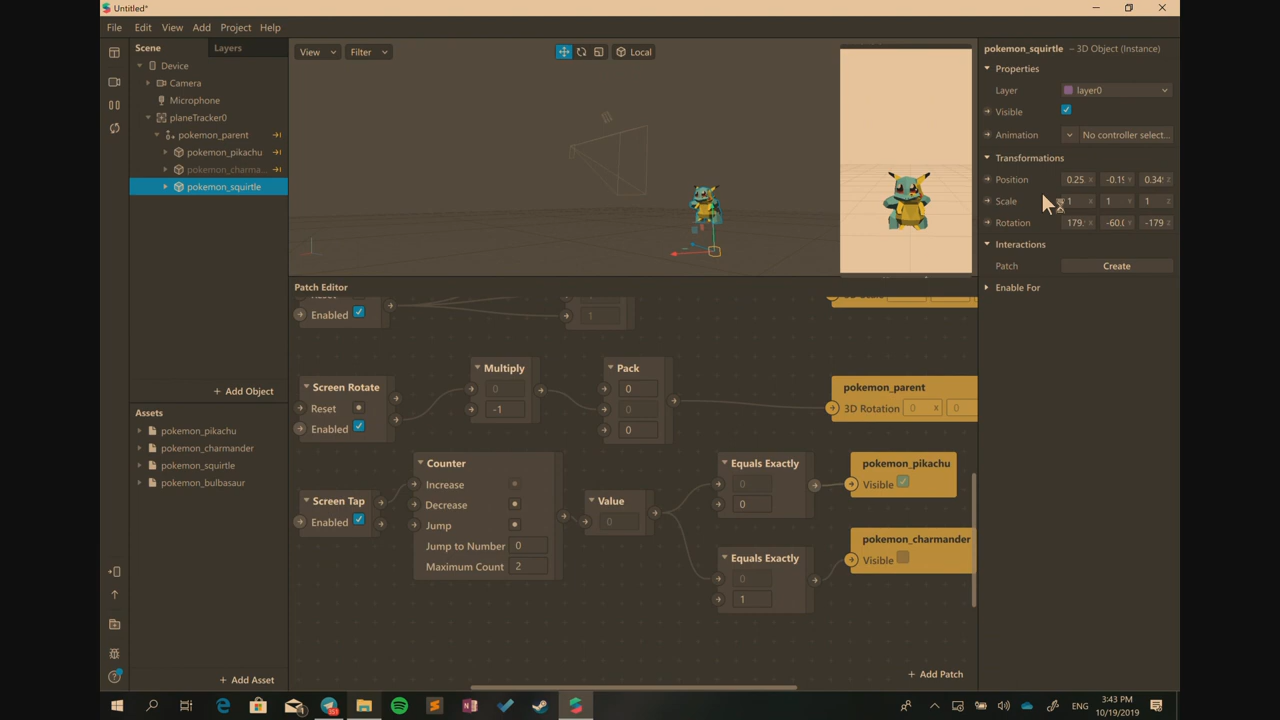 Untitled*
File Edit View Add Project Help
Scene Layers
Device
Camera
Microphone
planeTracker0
pokemon_parent
pokemon_pikachu
pokemon_charma...
pokemon_squirtle
+ Add Object
Assets
pokemon_pikachu
pokemon_charmander
pokemon_squirtle
pokemon_bulbasaur
+ Add Asset
View Filter Local
Patch Editor
Enabled
1
Screen Rotate
Reset
Enabled
Multiply
0
-1
Pack
0
0
0
pokemon_parent
3D Rotation 0 x 0
Screen Tap
Enabled
Counter
Increase
Decrease
Jump
Jump to Number 0
Maximum Count 2
Value
0
Equals Exactly
0
0
pokemon_pikachu
Visible
Equals Exactly
0
1
pokemon_charmander
Visible
+ Add Patch
pokemon_squirtle – 3D Object (Instance)
Properties
Layer layer0
Visible
Animation No controller select...
Transformations
Position 0.25 X Y Z
Scale 1 X 1 Y 1 Z
Rotation 179. X -60.( Y -179 Z
Interactions
Patch Create
Enable For
ENG
3:43 PM
10/19/2019